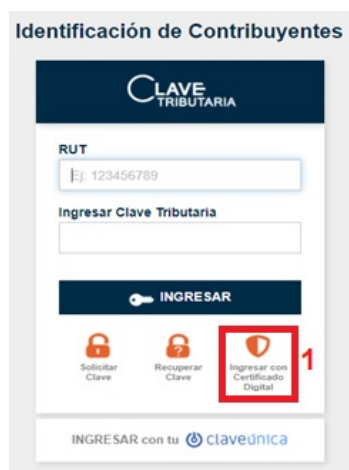 Identificación de Contribuyentes
CLAVE
TRIBUTARIA
RUT
Ej: 123456789
Ingresar Clave Tributaria
INGRESAR
Solicitar
Clave
Recuperar
Clave
Ingresar con
Certificado
Digital
1
INGRESAR con tu claveúnica